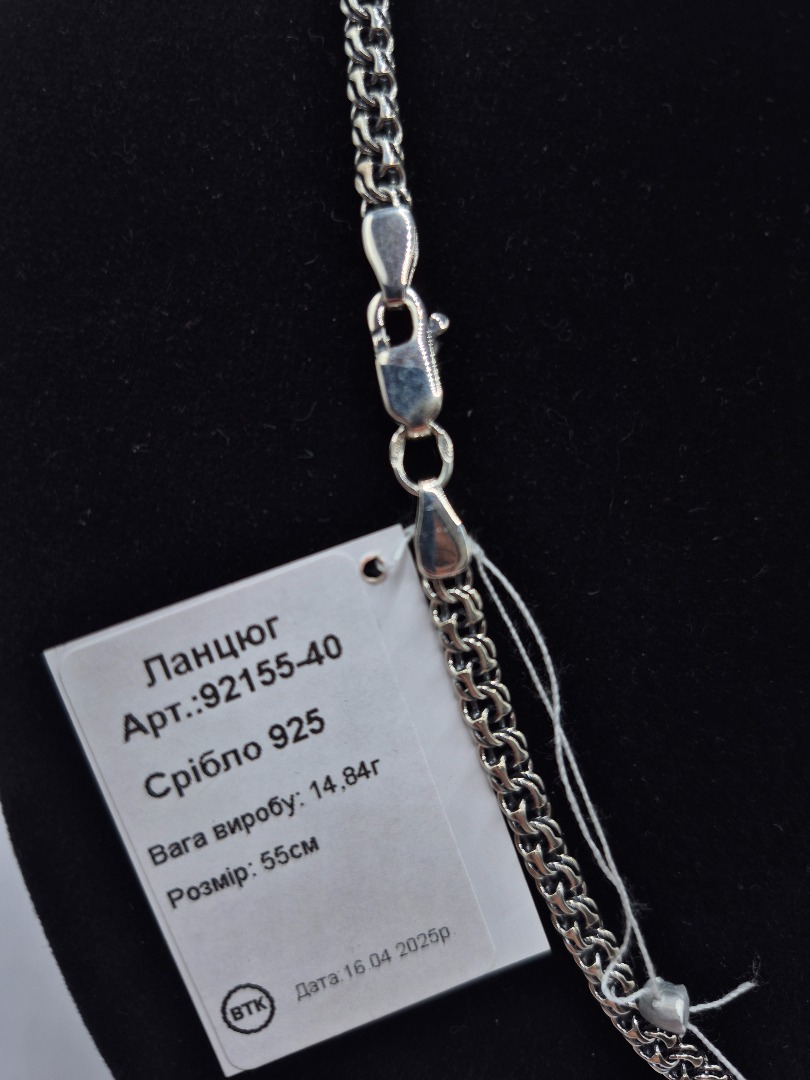 Ланцюг
Арт.:92155-40
Срібло 925
Вага виробу: 14,84г
Розмір: 55см
Дата:16.04 2025р
ВТК